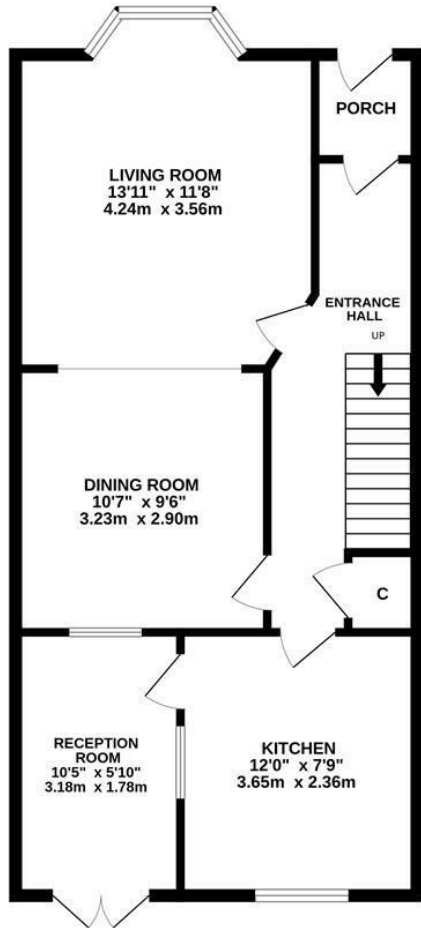 PORCH
LIVING ROOM
13'11" x 11'8"
4.24m x 3.56m
ENTRANCE
HALL
UP
DINING ROOM
10'7" x 9'6"
3.23m x 2.90m
C
RECEPTION
ROOM
10'5" x 5'10"
3.18m x 1.78m
KITCHEN
12'0" x 7'9"
3.65m x 2.36m